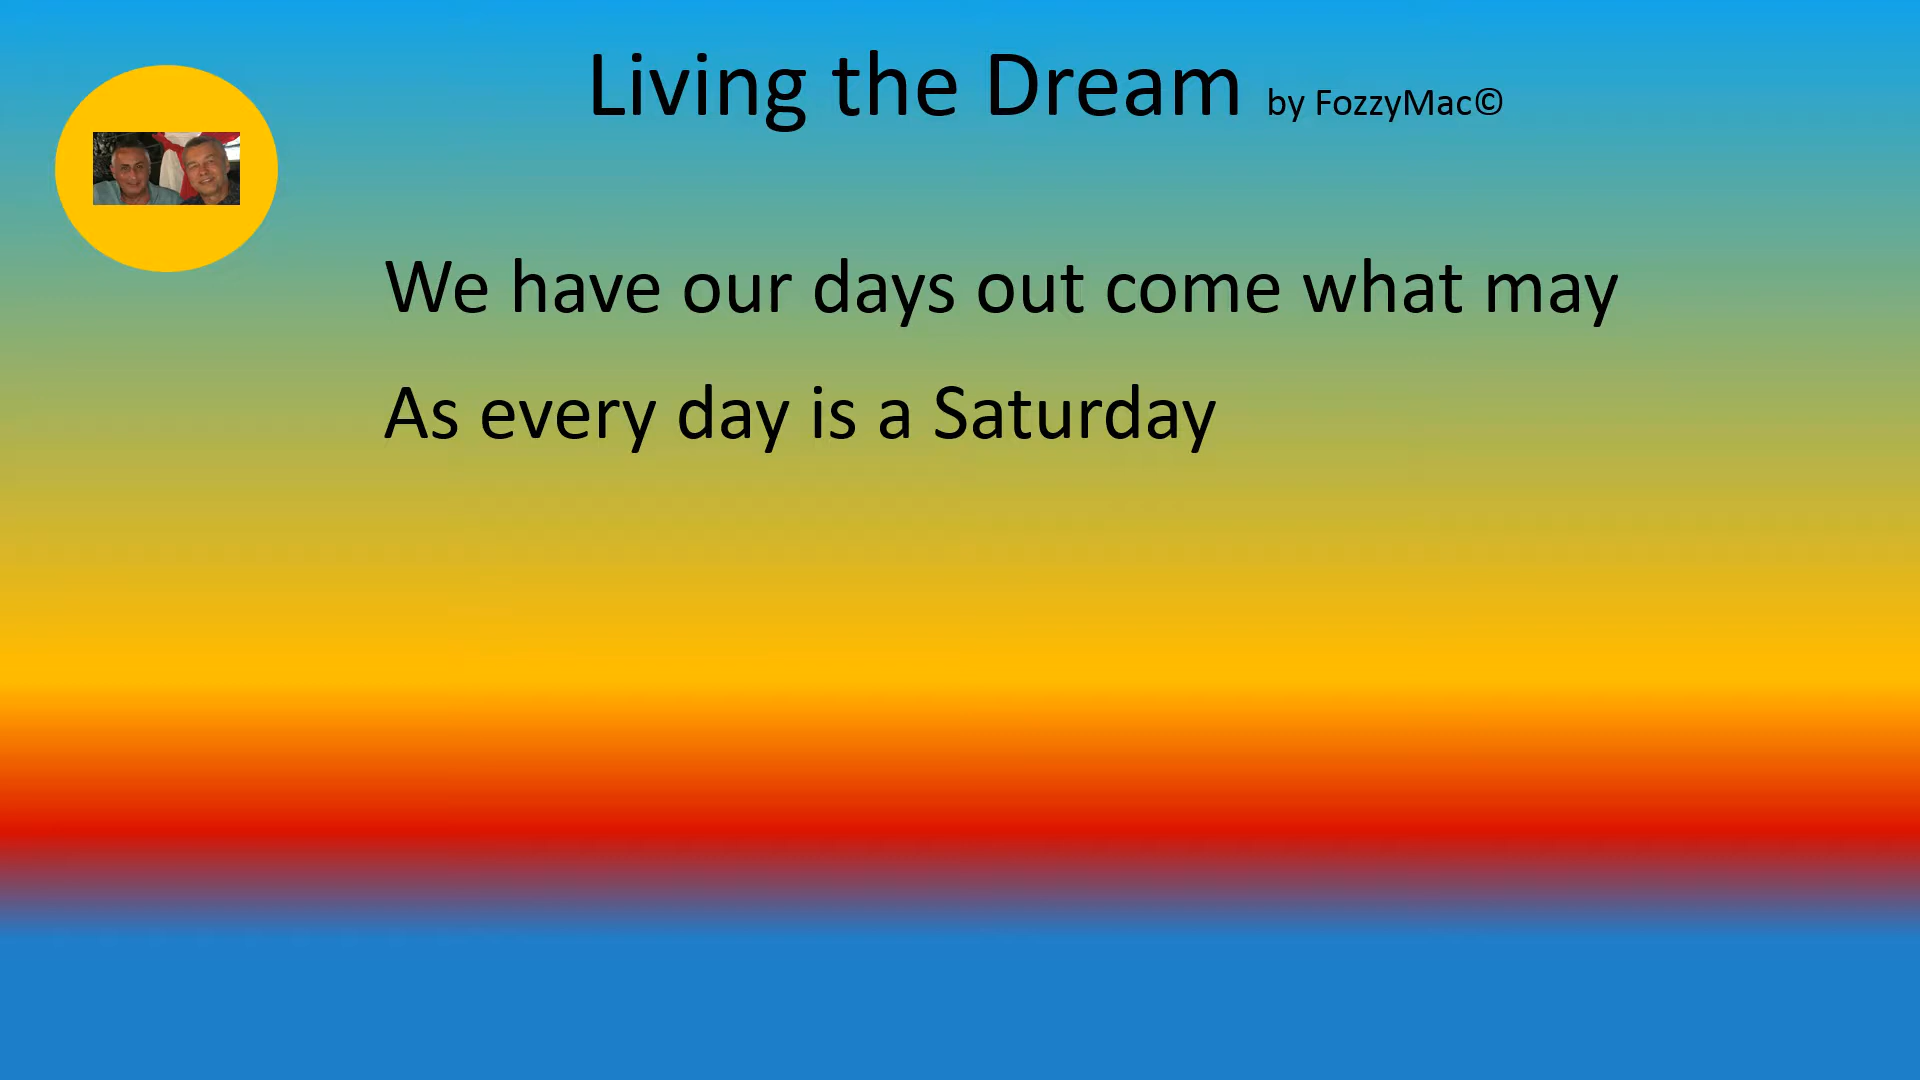 Living the Dream by FozzyMac©
We have our days out come what may
As every day is a Saturday